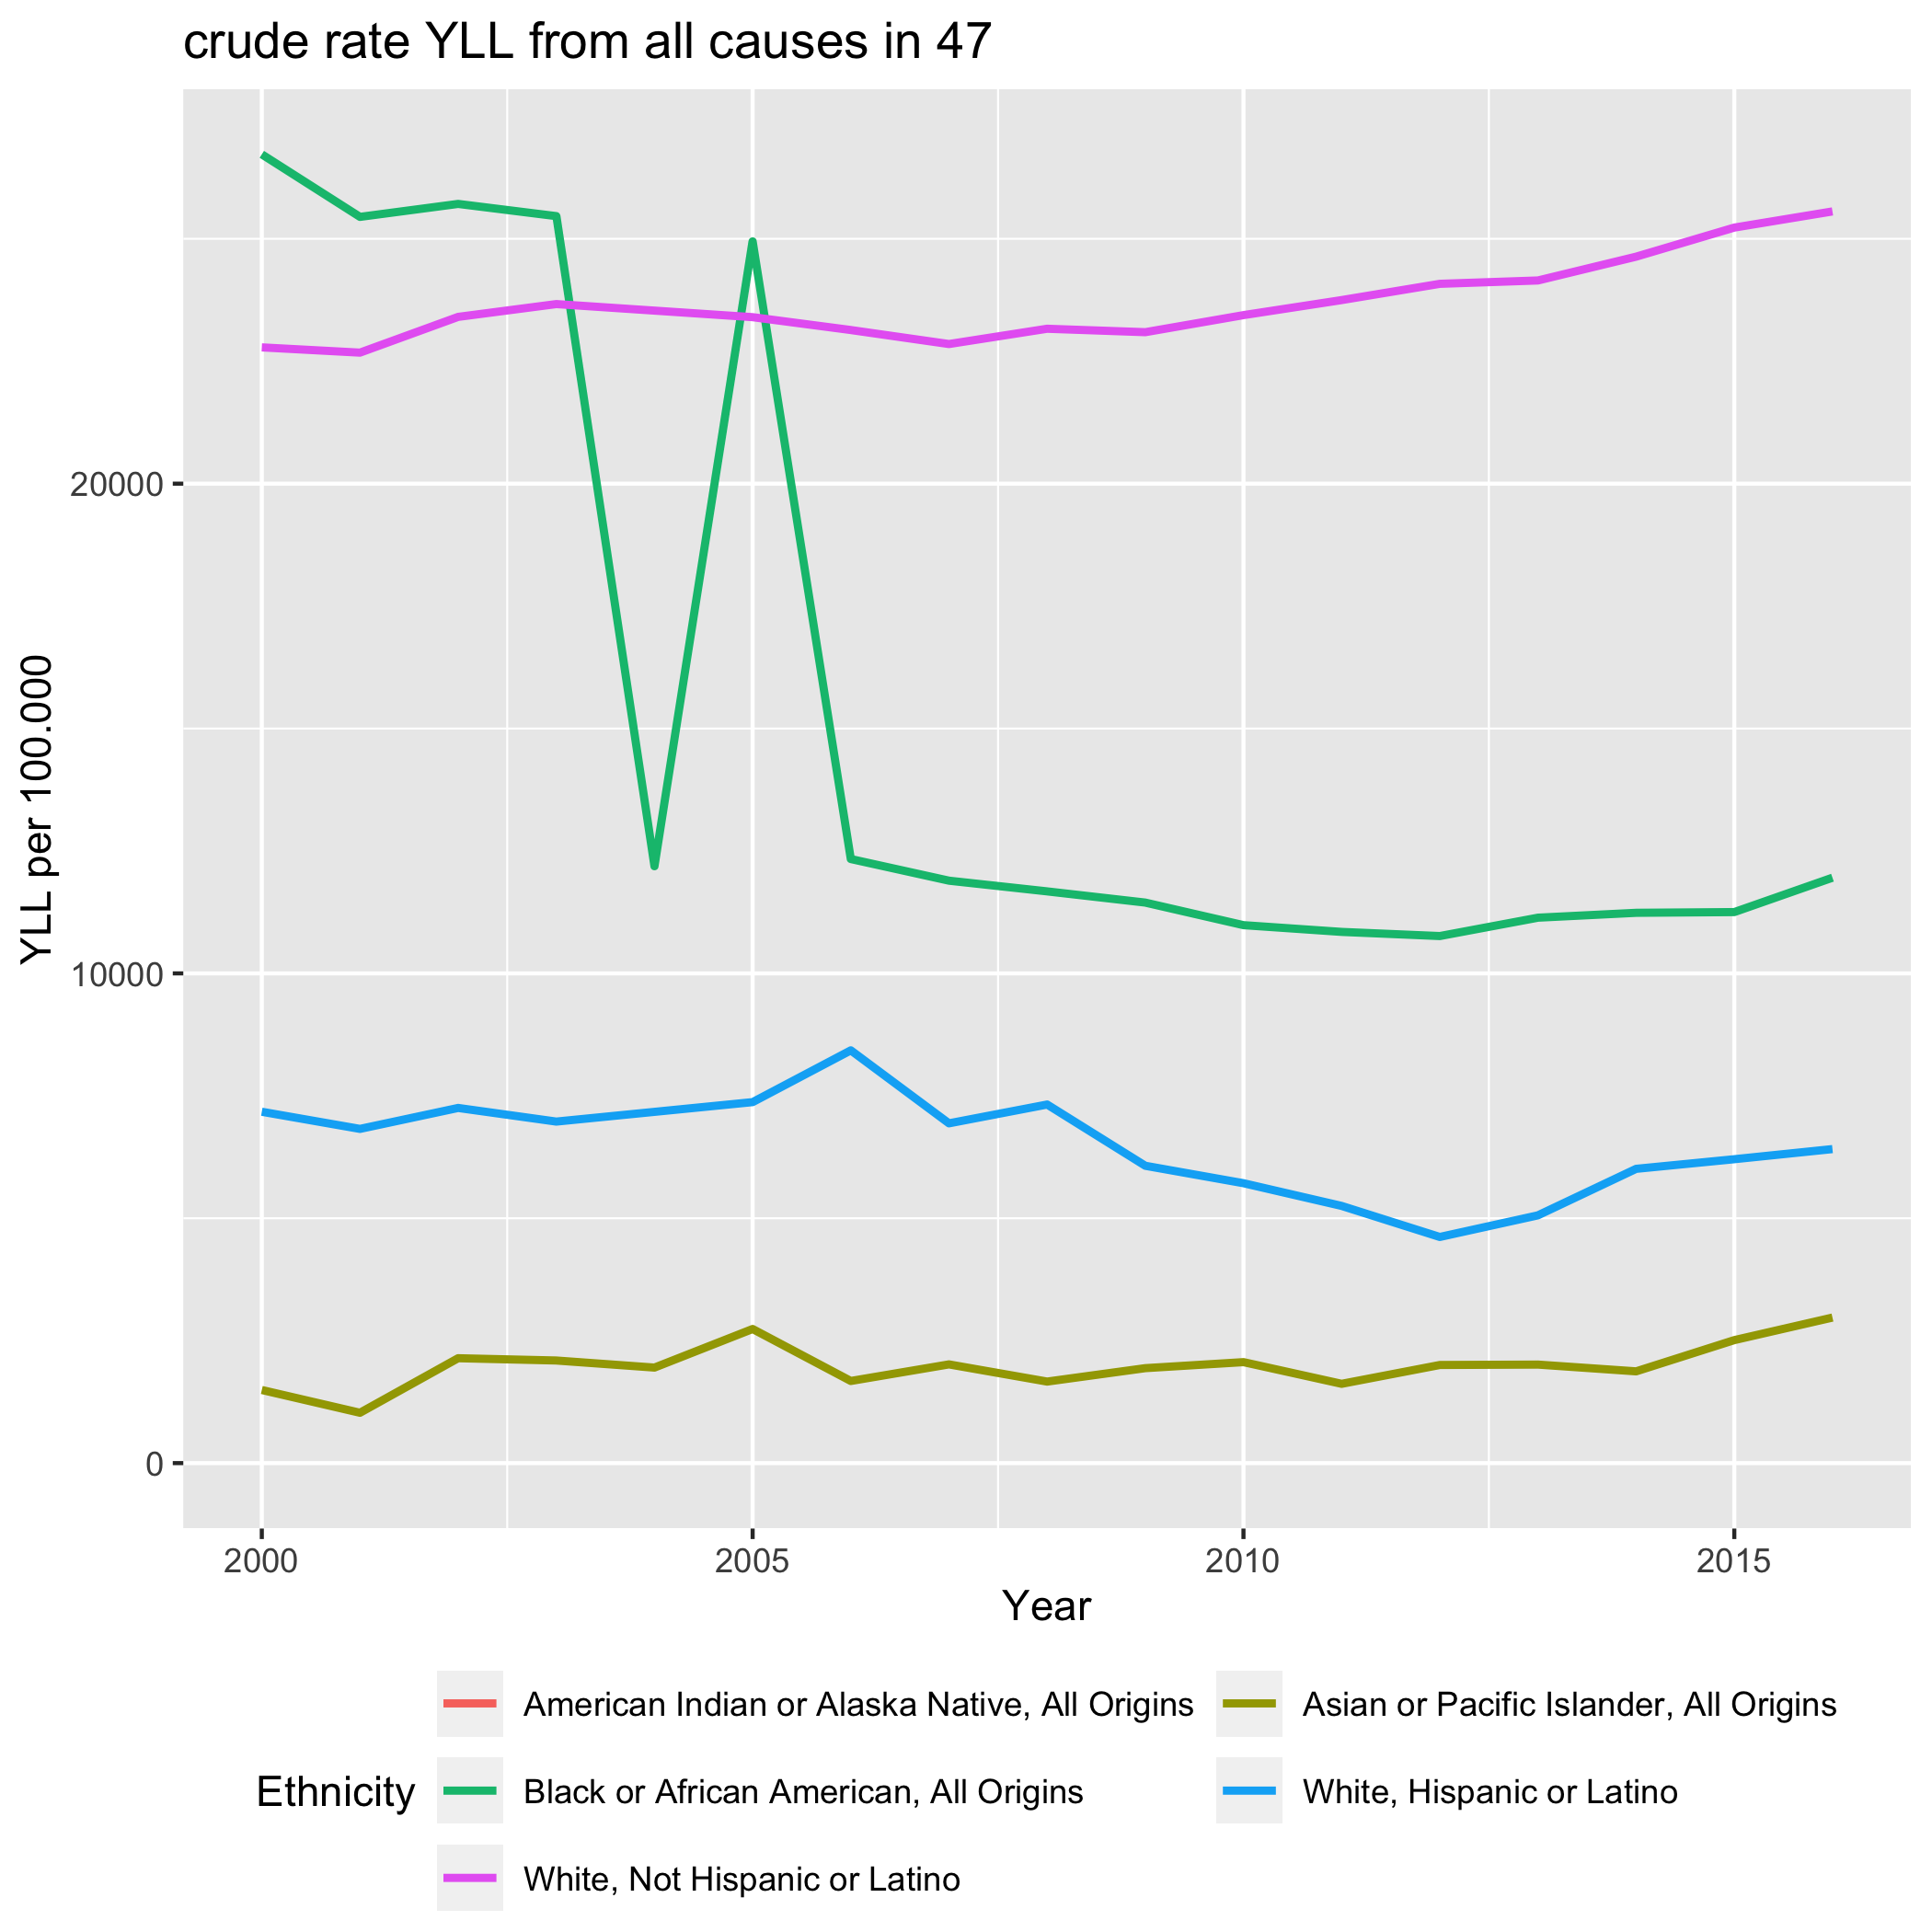 crude rate YLL from all causes in 47
YLL per 100.000
20000
10000
0
2000
2005
2010
2015
Year
Ethnicity
American Indian or Alaska Native, All Origins
Asian or Pacific Islander, All Origins
Black or African American, All Origins
White, Hispanic or Latino
White, Not Hispanic or Latino